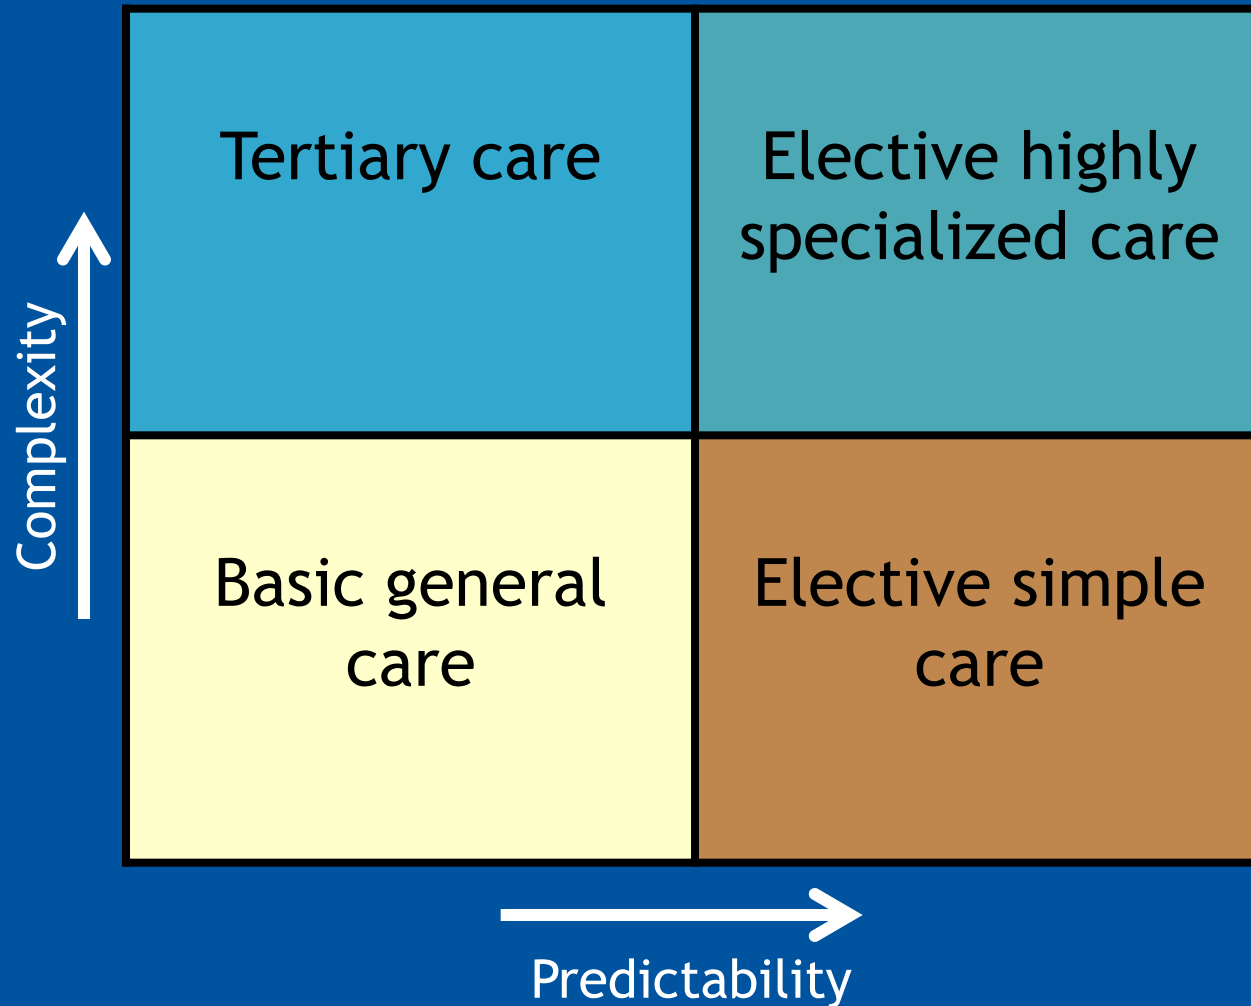 Tertiary care
Elective highly
specialized care
Complexity
Basic general
care
Elective simple
care
Predictability